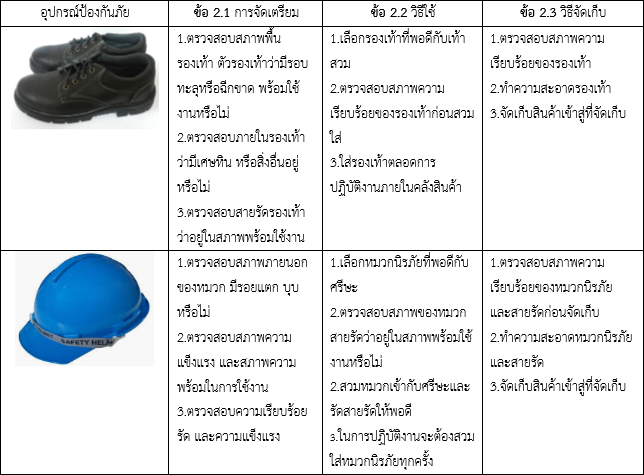 อุปกรณ์ป้องกันภัย
ข้อ 2.1 การจัดเตรียม
ข้อ 2.2 วิธีใช้
ข้อ 2.3 วิธีจัดเก็บ
1.ตรวจสอบสภาพพื้น
รองเท้า ตัวรองเท้าว่ามีรอบ
ทะลุหรือฉีกขาด พร้อมใช้
งานหรือไม่
2.ตรวจสอบภายในรองเท้า
ว่ามีเศษหิน หรือสิ่งอื่นอยู่
หรือไม่
3.ตรวจสอบสายรัดรองเท้า
ว่าอยู่ในสภาพพร้อมใช้งาน
1.เลือกรองเท้าที่พอดีกับเท้า
สวม
2.ตรวจสอบสภาพความ
เรียบร้อยของรองเท้าก่อนสวม
ใส่
3.ใส่รองเท้าตลอดการ
ปฏิบัติงานภายในคลังสินค้า
1.ตรวจสอบสภาพความ
เรียบร้อยของรองเท้า
2.ทำความสะอาดรองเท้า
3.จัดเก็บสินค้าเข้าสู่ที่จัดเก็บ
SAFETY HELM
1.ตรวจสอบสภาพภายนอก
ของหมวก มีรอยแตก บุบ
หรือไม่
2.ตรวจสอบสภาพความ
แข็งแรง และสภาพความ
พร้อมในการใช้งาน
3.ตรวจสอบความเรียบร้อย
รัด และความแข็งแรง
1.เลือกหมวกนิรภัยที่พอดีกับ
ศรีษะ
2.ตรวจสอบสภาพของหมวก
สายรัดว่าอยู่ในสภาพพร้อมใช้
งานหรือไม่
2.สวมหมวกเข้ากับศรีษะและ
รัดสายรัดให้พอดี
3.ในการปฏิบัติงานจะต้องสวม
ใส่หมวกนิรภัยทุกครั้ง
1.ตรวจสอบสภาพความ
เรียบร้อยของหมวกนิรภัย
และสายรัดก่อนจัดเก็บ
2.ทำความสะอาดหมวกนิรภัย
และสายรัด
3.จัดเก็บสินค้าเข้าสู่ที่จัดเก็บ